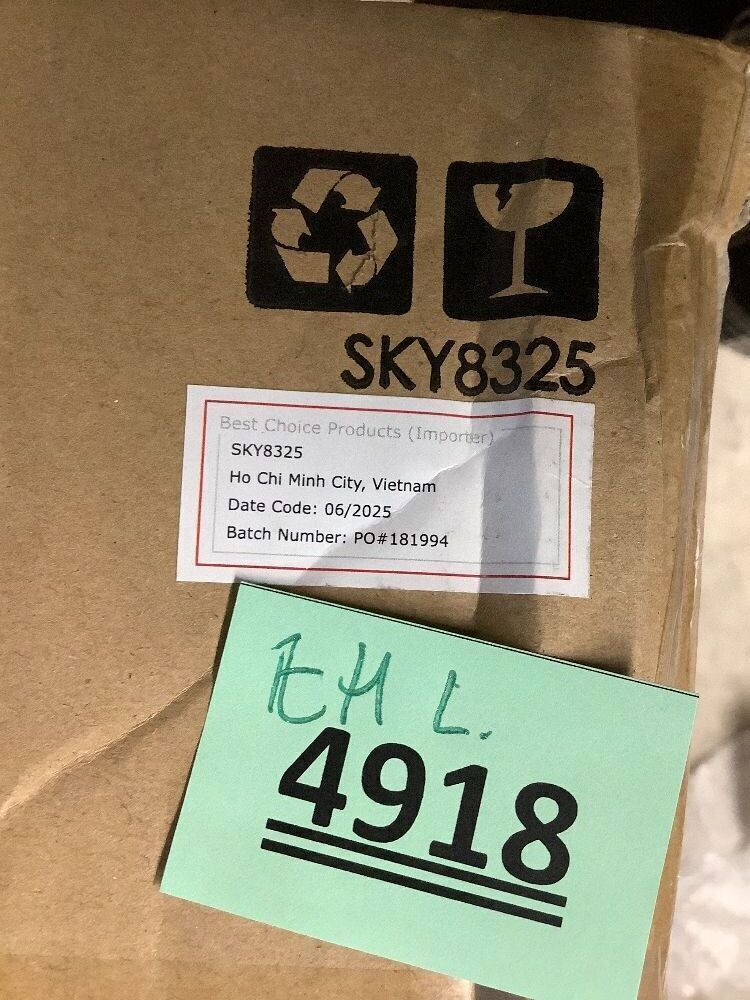 SKY8325
Best Choice Products (Importer)
SKY8325
Ho Chi Minh City, Vietnam
Date Code: 06/2025
Batch Number: PO#181994
EH L.
4918